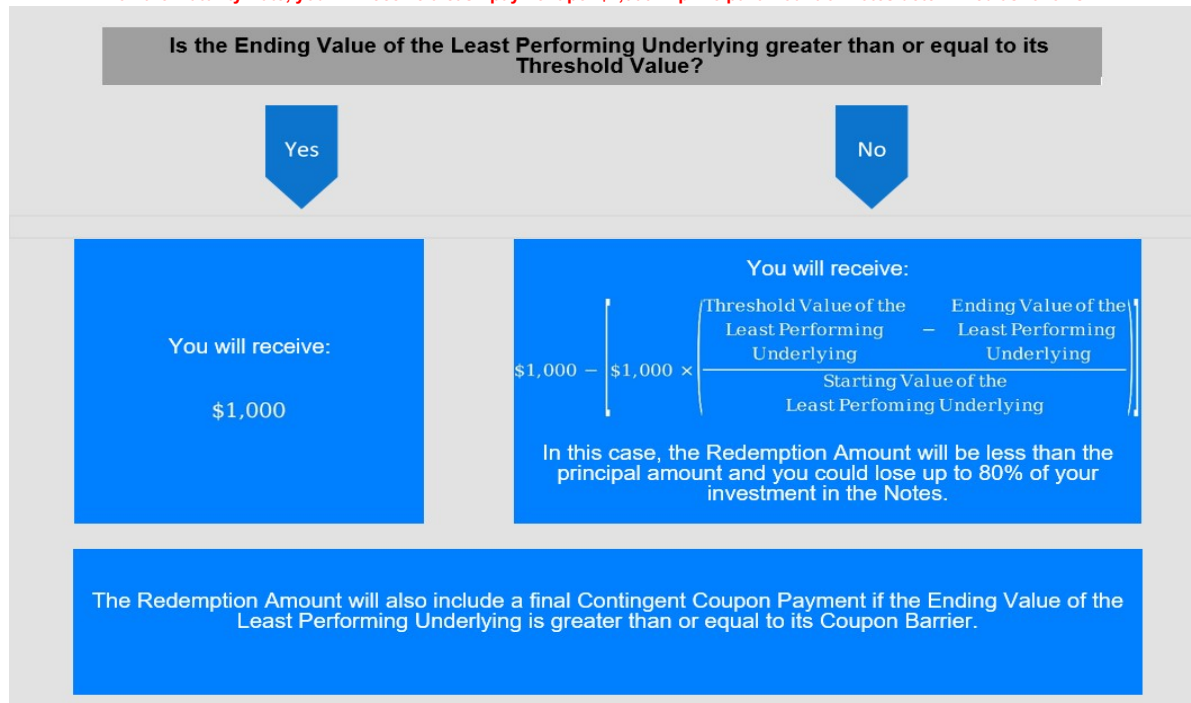 Is the Ending Value of the Least Performing Underlying greater than or equal to its
Threshold Value?
Yes
No
You will receive:
$1,000
You will receive:
$1,000 − [$1,000 × (
Threshold Value of the
Least Performing
Underlying
−
Ending Value of the
Least Performing
Underlying
Starting Value of the
Least Perfoming Underlying
)]
In this case, the Redemption Amount will be less than the
principal amount and you could lose up to 80% of your
investment in the Notes.
The Redemption Amount will also include a final Contingent Coupon Payment if the Ending Value of the
Least Performing Underlying is greater than or equal to its Coupon Barrier.